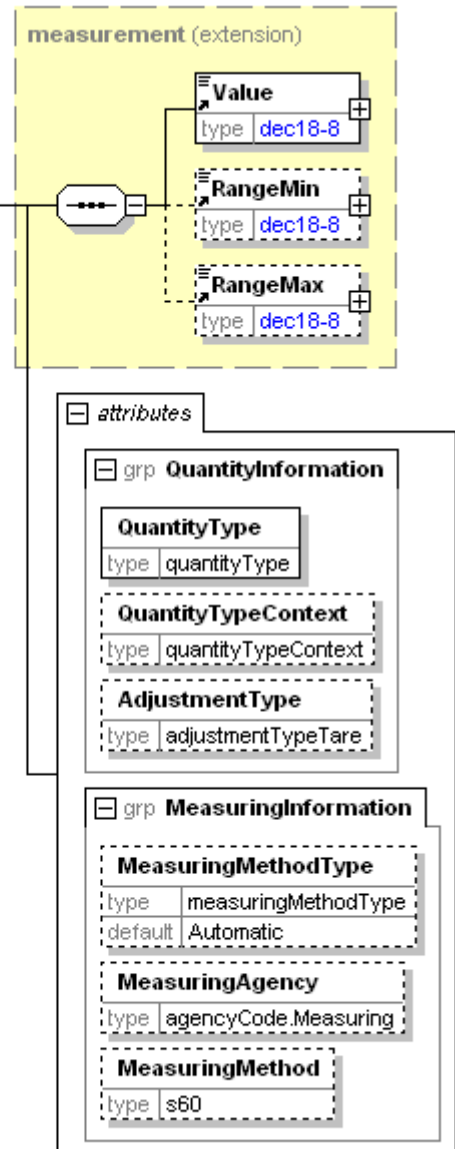 measurement (extension)
Value
type dec18-8
RangeMin
type dec18-8
RangeMax
type dec18-8
attributes
grp QuantityInformation
QuantityType
type quantityType
QuantityTypeContext
type quantityTypeContext
AdjustmentType
type adjustmentTypeTare
grp MeasuringInformation
MeasuringMethodType
type measuringMethodType
default Automatic
MeasuringAgency
type agencyCode.Measuring
MeasuringMethod
type s60